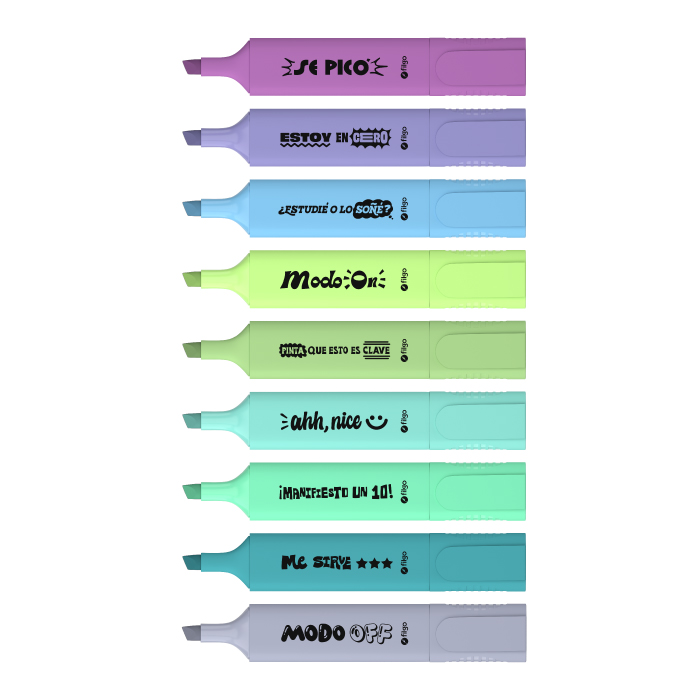 SE PICO
filgo
ESTOY EN CERO
filgo
¿ESTUDIÉ O LO SOÑÉ?
filgo
Modo On
filgo
PINTA QUE ESTO ES CLAVE
filgo
ahh, nice
filgo
¡MANIFIESTO UN 10!
filgo
Me SIRVE
filgo
MODO OFF
filgo